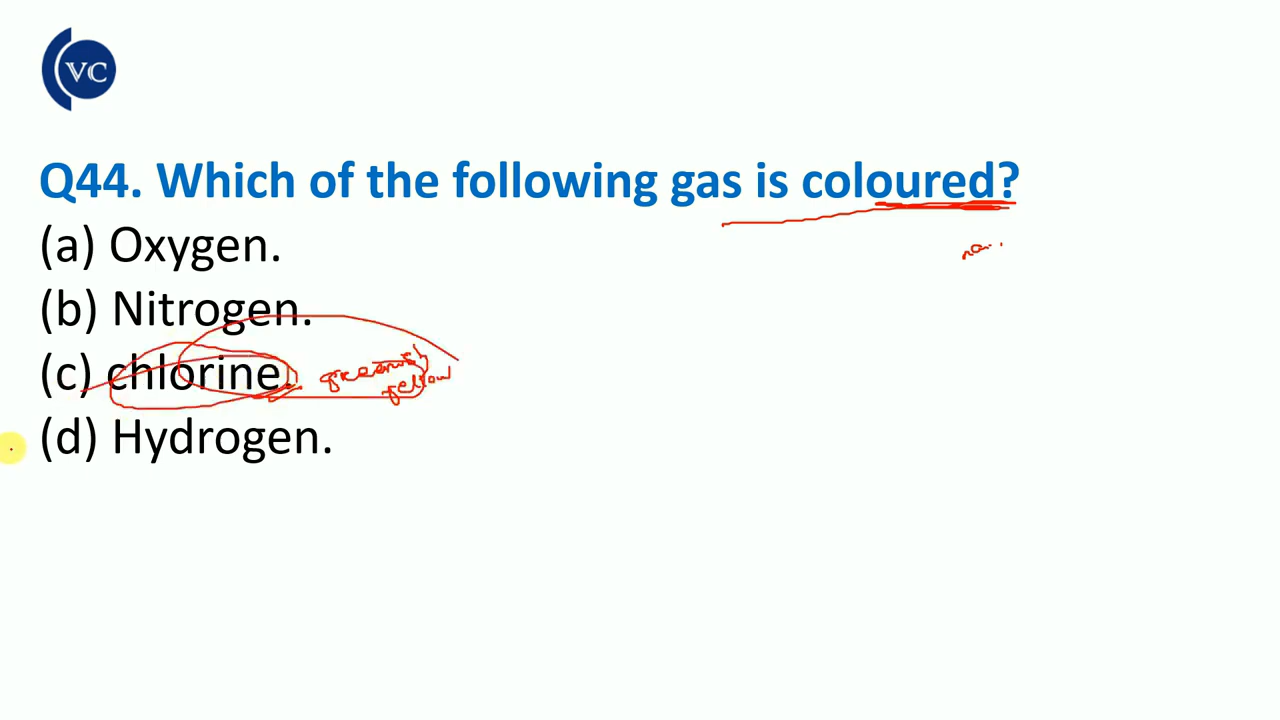 VC
Q44. Which of the following gas is coloured?
(a) Oxygen.
(b) Nitrogen.
(c) chlorine.
greenish
yellow
(d) Hydrogen.